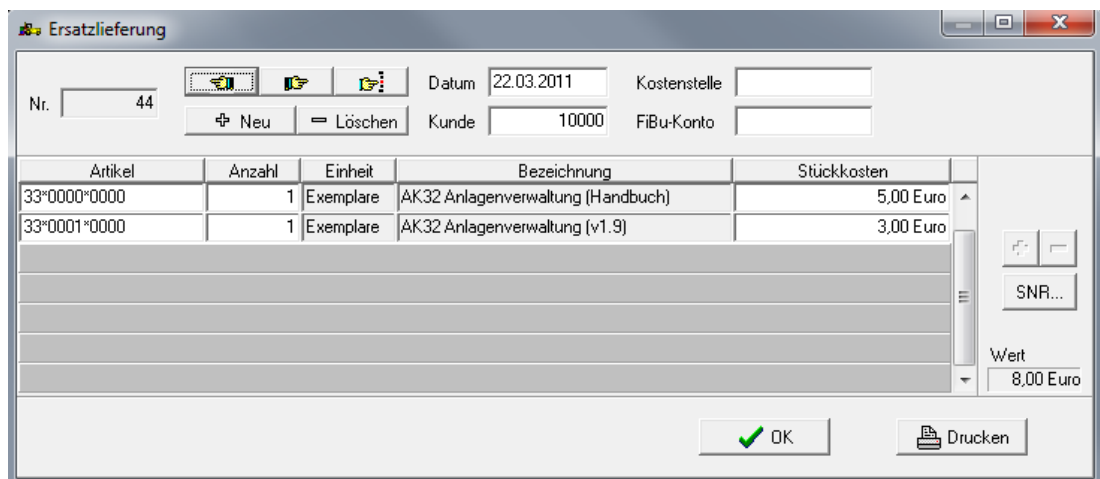 Ersatzlieferung
Nr. 44
Datum 22.03.2011 Kostenstelle
Neu Löschen Kunde 10000 FiBu-Konto
Artikel Anzahl Einheit Bezeichnung Stückkosten
33*0000*0000 1 Exemplare AK32 Anlagenverwaltung (Handbuch) 5,00 Euro
33*0001*0000 1 Exemplare AK32 Anlagenverwaltung (v1.9) 3,00 Euro
SNR...
Wert
8,00 Euro
OK Drucken